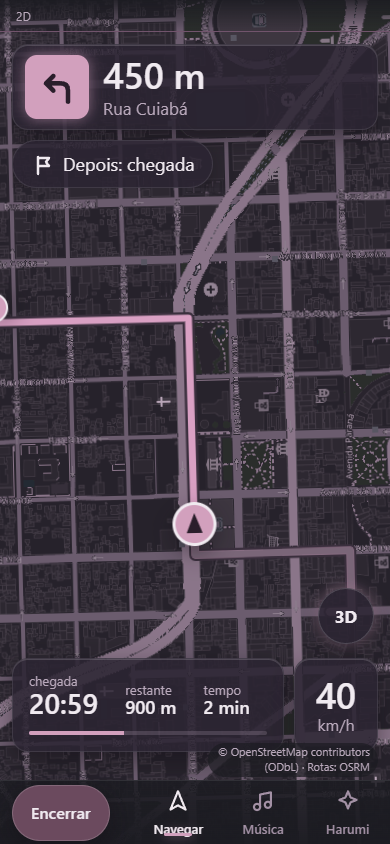 2D
450 m
Rua Cuiabá
Depois: chegada
3D
chegada
20:59
restante
900 m
tempo
2 min
40
km/h
© OpenStreetMap contributors
(ODbL) · Rotas: OSRM
Encerrar
Navegar
Música
Harumi